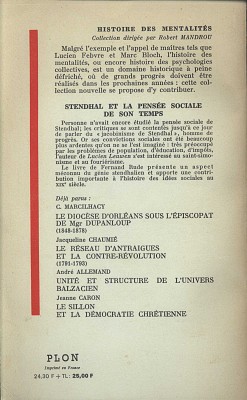 HISTOIRE DES MENTALITÉS
Collection dirigée par Robert MANDROU
Malgré l'exemple et l'appel de maîtres tels que
Lucien Febvre et Marc Bloch, l'histoire des
mentalités, ou encore histoire des psychologies
collectives, est un domaine historique à peine
défriché, où de grands progrès doivent être
réalisés dans les prochaines années : cette col-
lection nouvelle se propose d'y contribuer.
STENDHAL ET LA PENSÉE SOCIALE
DE SON TEMPS
Personne n'avait encore étudié la pensée sociale de
Stendhal; les critiques se sont contentés jusqu'à ce jour
de parler du « jacobinisme de Stendhal », homme de
progrès. Or ses curiosités sociales ont été beaucoup
plus ardentes qu'on ne se l'est imaginé : très préoccupé
par les problèmes de population, d'éducation, d'impôts,
l'auteur de Lucien Leuwen s'est intéressé au saint-simo-
nisme et au fouriérisme.
Le livre de Fernand Rude présente un aspect
méconnu du génie stendhalien et apporte une contri-
bution importante à l'histoire des idées sociales au
XIXe siècle.
Déjà parus :
C. MARCILHACY
LE DIOCÈSE D'ORLÉANS SOUS L'ÉPISCOPAT
DE Mgr DUPANLOUP
(1849-1878)
Jacqueline CHAUMIÉ
LE RÉSEAU D'ANTRAIGUES
ET LA CONTRE-RÉVOLUTION
(1791-1793)
André ALLEMAND
UNITÉ ET STRUCTURE DE L'UNIVERS
BALZACIEN
Jeanne CARON
LE SILLON
ET LA DÉMOCRATIE CHRÉTIENNE
PLON
Imprimé en France
24,30 F + TL : 25,00 F